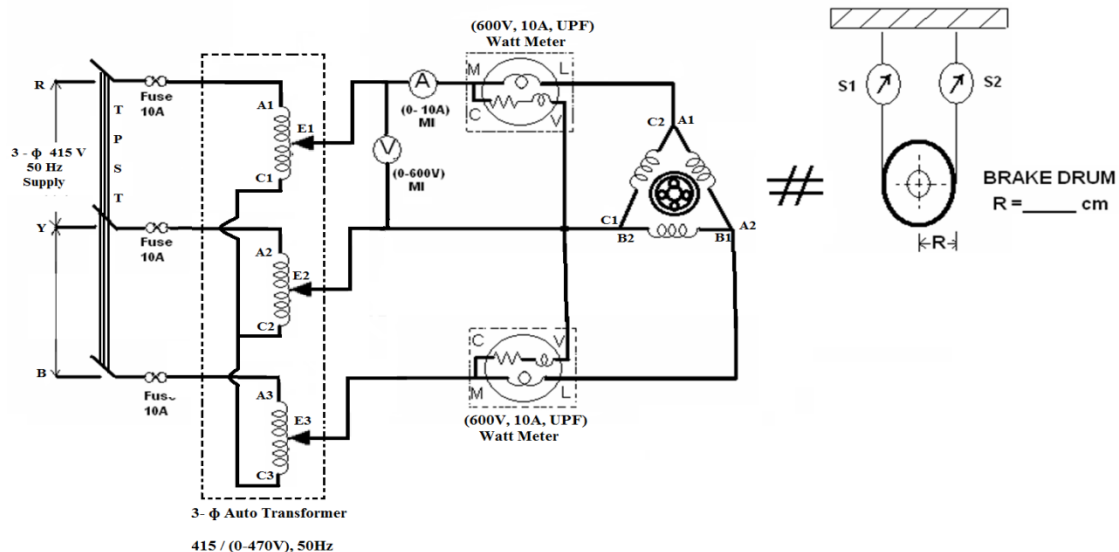 (600V, 10A, UPF)
Watt Meter
R
Fuse
10A
T
P
S
T
3 - ϕ 415 V
50 Hz
Supply
A1
E1
C1
A
(0- 10A)
MI
V
(0-600V)
MI
M
L
C
V
C2
A1
C1
B2
B1
A2
S1
S2
BRAKE DRUM
R = _____ cm
R
Y
Fuse
10A
A2
E2
C2
B
Fuse
10A
A3
E3
C3
C
V
M
L
(600V, 10A, UPF)
Watt Meter
3- ϕ Auto Transformer
415 / (0-470V), 50Hz